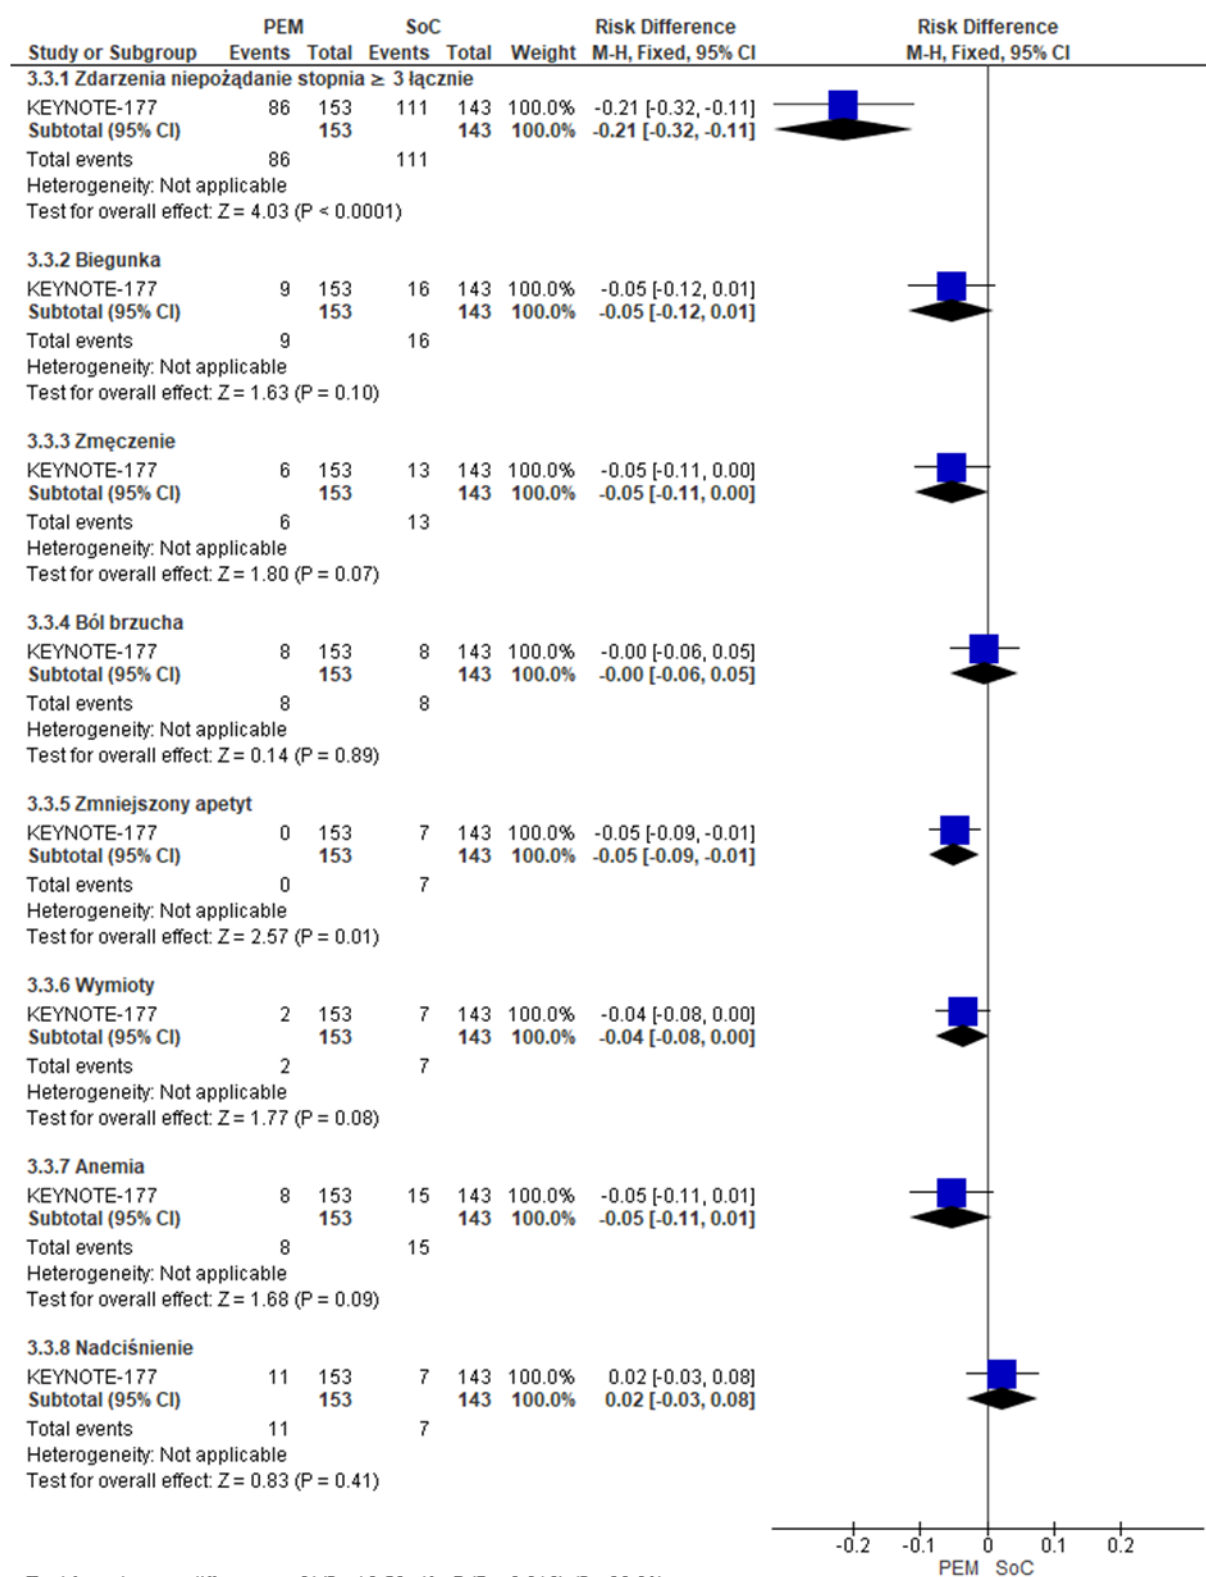 PEM SoC Risk Difference Risk Difference
Study or Subgroup Events Total Events Total Weight M-H, Fixed, 95% CI M-H, Fixed, 95% CI
3.3.1 Zdarzenia niepożądanie stopnia ≥ 3 łącznie
KEYNOTE-177 86 153 111 143 100.0% -0.21 [-0.32, -0.11]
Subtotal (95% CI) 153 143 100.0% -0.21 [-0.32, -0.11]
Total events 86 111
Heterogeneity: Not applicable
Test for overall effect: Z = 4.03 (P < 0.0001)
3.3.2 Biegunka
KEYNOTE-177 9 153 16 143 100.0% -0.05 [-0.12, 0.01]
Subtotal (95% CI) 153 143 100.0% -0.05 [-0.12, 0.01]
Total events 9 16
Heterogeneity: Not applicable
Test for overall effect: Z = 1.63 (P = 0.10)
3.3.3 Zmęczenie
KEYNOTE-177 6 153 13 143 100.0% -0.05 [-0.11, 0.00]
Subtotal (95% CI) 153 143 100.0% -0.05 [-0.11, 0.00]
Total events 6 13
Heterogeneity: Not applicable
Test for overall effect: Z = 1.80 (P = 0.07)
3.3.4 Ból brzucha
KEYNOTE-177 8 153 8 143 100.0% -0.00 [-0.06, 0.05]
Subtotal (95% CI) 153 143 100.0% -0.00 [-0.06, 0.05]
Total events 8 8
Heterogeneity: Not applicable
Test for overall effect: Z = 0.14 (P = 0.89)
3.3.5 Zmniejszony apetyt
KEYNOTE-177 0 153 7 143 100.0% -0.05 [-0.09, -0.01]
Subtotal (95% CI) 153 143 100.0% -0.05 [-0.09, -0.01]
Total events 0 7
Heterogeneity: Not applicable
Test for overall effect: Z = 2.57 (P = 0.01)
3.3.6 Wymioty
KEYNOTE-177 2 153 7 143 100.0% -0.04 [-0.08, 0.00]
Subtotal (95% CI) 153 143 100.0% -0.04 [-0.08, 0.00]
Total events 2 7
Heterogeneity: Not applicable
Test for overall effect: Z = 1.77 (P = 0.08)
3.3.7 Anemia
KEYNOTE-177 8 153 15 143 100.0% -0.05 [-0.11, 0.01]
Subtotal (95% CI) 153 143 100.0% -0.05 [-0.11, 0.01]
Total events 8 15
Heterogeneity: Not applicable
Test for overall effect: Z = 1.68 (P = 0.09)
3.3.8 Nadciśnienie
KEYNOTE-177 11 153 7 143 100.0% 0.02 [-0.03, 0.08]
Subtotal (95% CI) 153 143 100.0% 0.02 [-0.03, 0.08]
Total events 11 7
Heterogeneity: Not applicable
Test for overall effect: Z = 0.83 (P = 0.41)
-0.2 -0.1 0 0.1 0.2
PEM SoC